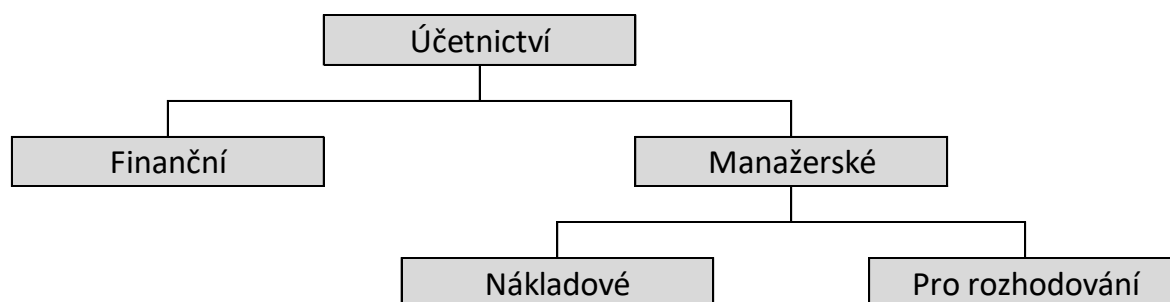 Účetnictví
Finanční
Manažerské
Nákladové
Pro rozhodování